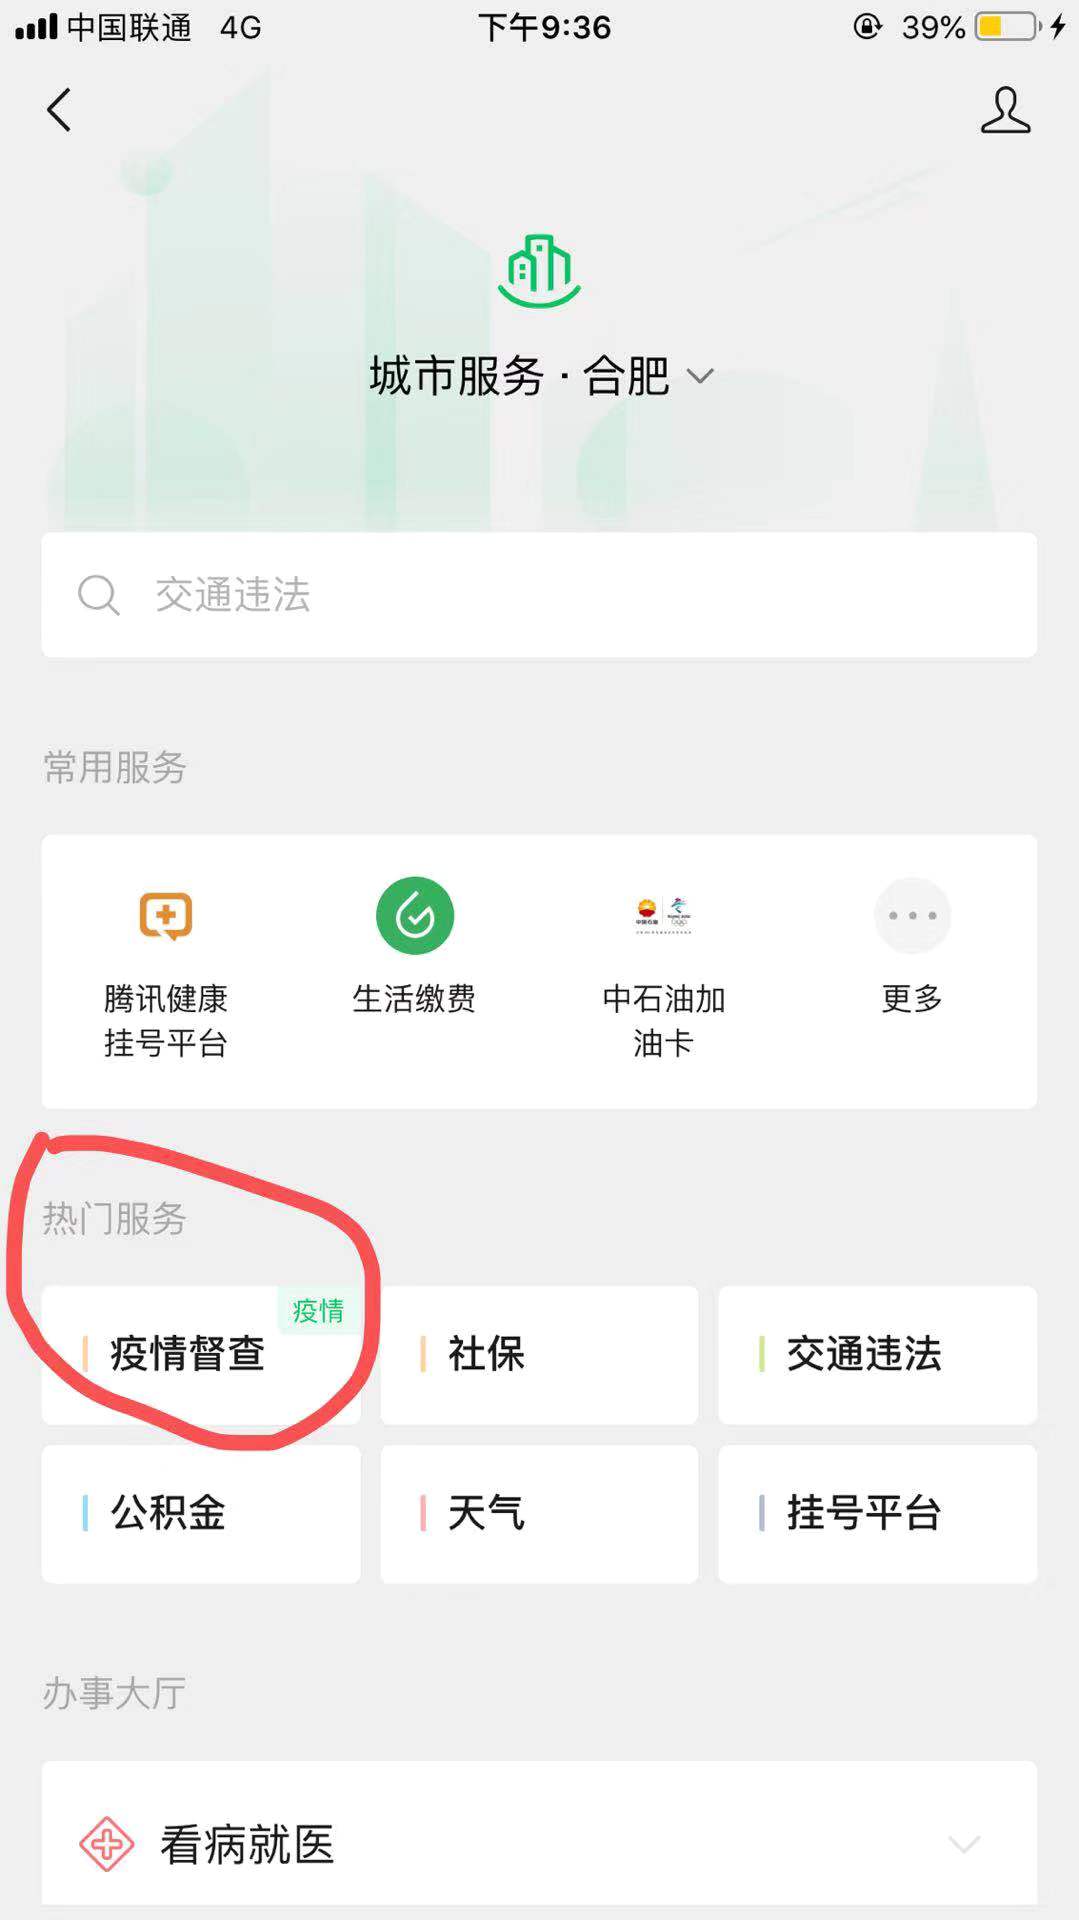 中国联通 4G 下午9:36 39%
城市服务 · 合肥
交通违法
常用服务
腾讯健康
挂号平台
生活缴费
中石油加
油卡
更多
热门服务
疫情
疫情督查
社保
交通违法
公积金
天气
挂号平台
办事大厅
看病就医